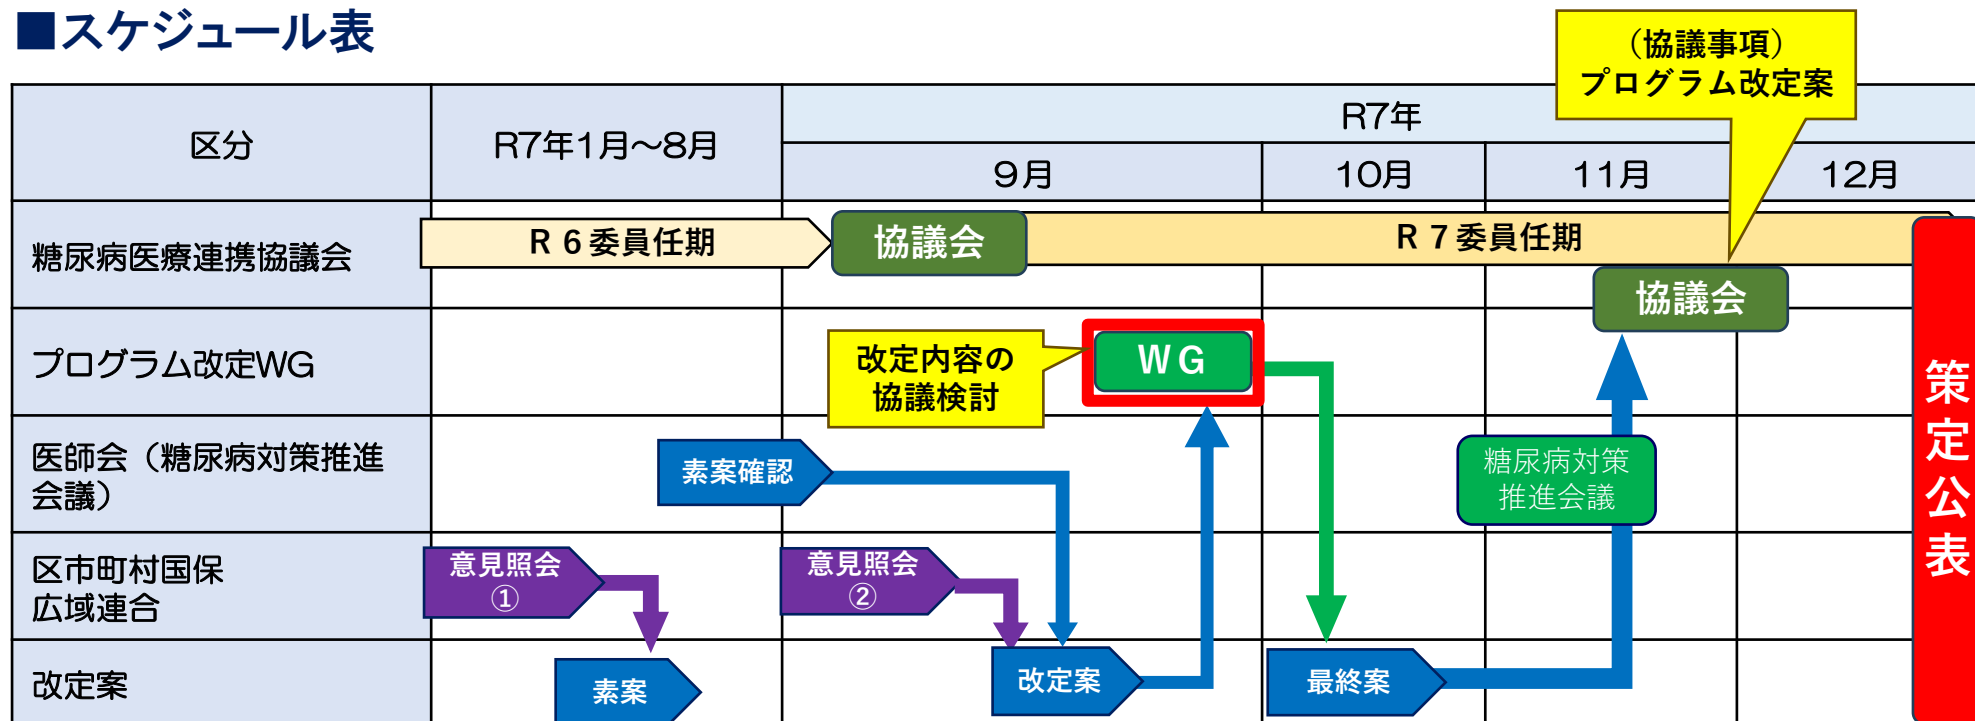 ■スケジュール表
（協議事項）
プログラム改定案
区分
R7年1月～8月
R7年
9月
10月
11月
12月
糖尿病医療連携協議会
R6委員任期
協議会
R7委員任期
協議会
プログラム改定WG
改定内容の
協議検討
WG
医師会（糖尿病対策推進
会議）
素案確認
糖尿病対策
推進会議
区市町村国保
広域連合
意見照会
①
意見照会
②
改定案
素案
改定案
最終案
策定公表